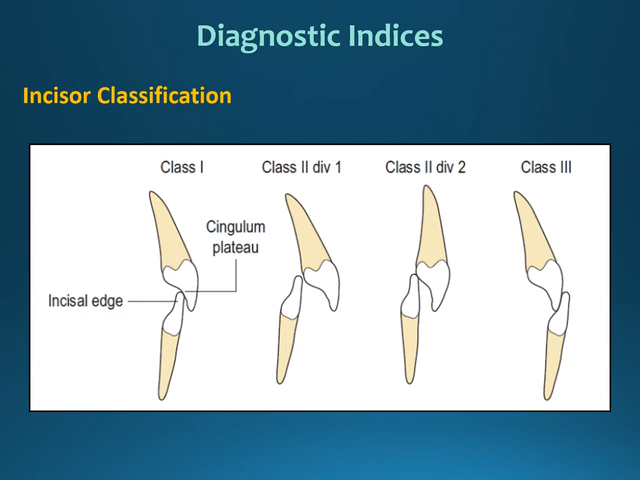 Diagnostic Indices
Incisor Classification
Class I
Class II div 1
Class II div 2
Class III
Cingulum
plateau
Incisal edge